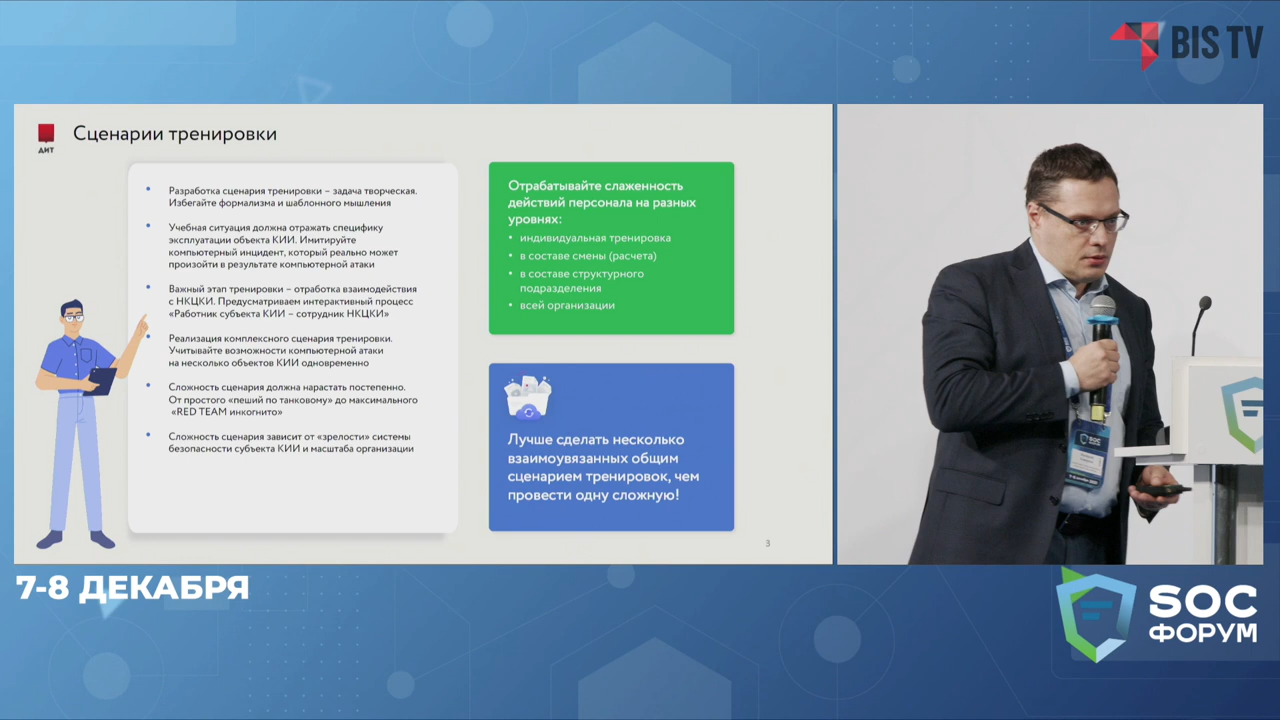 BIS TV
ДИТ
Сценарии тренировки
• Разработка сценария тренировки – задача творческая.
Избегайте формализма и шаблонного мышления
• Учебная ситуация должна отражать специфику
эксплуатации объекта КИИ. Имитируйте
компьютерный инцидент, который реально может
произойти в результате компьютерной атаки
• Важный этап тренировки – отработка взаимодействия
с НКЦКИ. Предусматриваем интерактивный процесс
«Работник субъекта КИИ – сотрудник НКЦКИ»
• Реализация комплексного сценария тренировки.
Учитывайте возможности компьютерной атаки
на несколько объектов КИИ одновременно
• Сложность сценария должна нарастать постепенно.
От простого «пеший по танковому» до максимального
«RED TEAM инкогнито»
• Сложность сценария зависит от «зрелости» системы
безопасности субъекта КИИ и масштаба организации
Отрабатывайте слаженность
действий персонала на разных
уровнях:
• индивидуальная тренировка
• в составе смены (расчета)
• в составе структурного
подразделения
• всей организации
Лучше сделать несколько
взаимоувязанных общим
сценарием тренировок, чем
провести одну сложную!
3
SOC
7-8 ДЕКАБРЯ
SOC
ФОРУМ